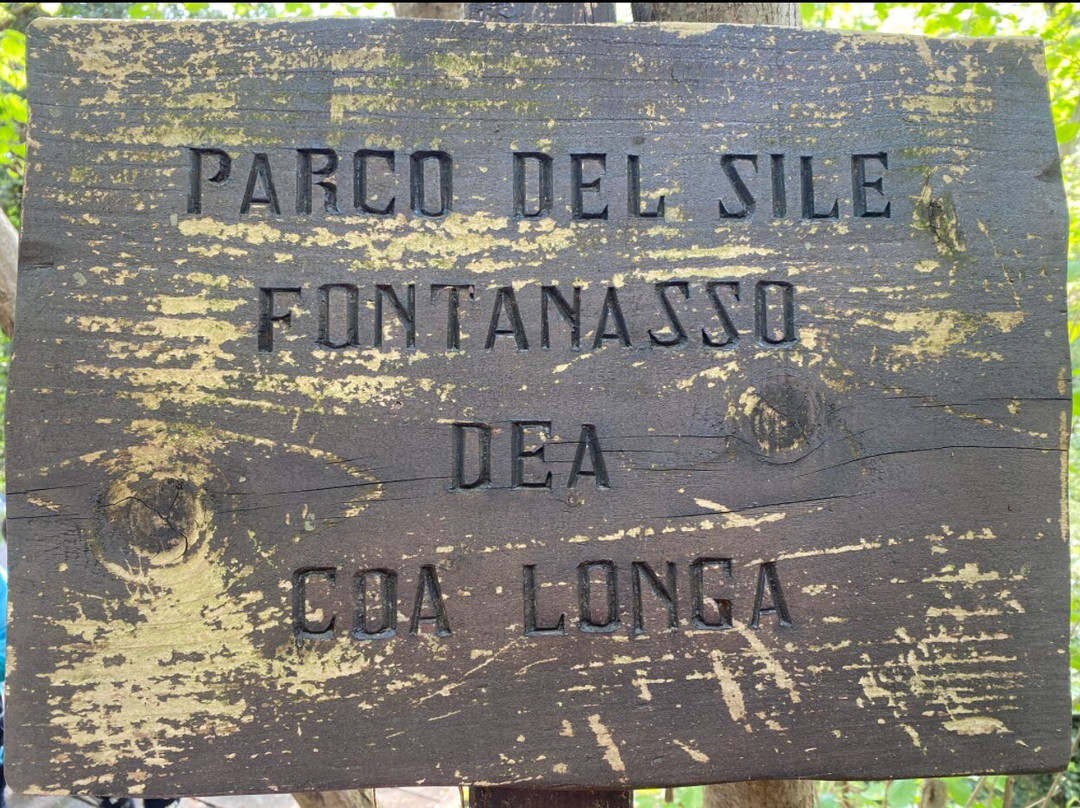 PARCO DEL SILE
FONTANASSO
DEA
COA LONGA